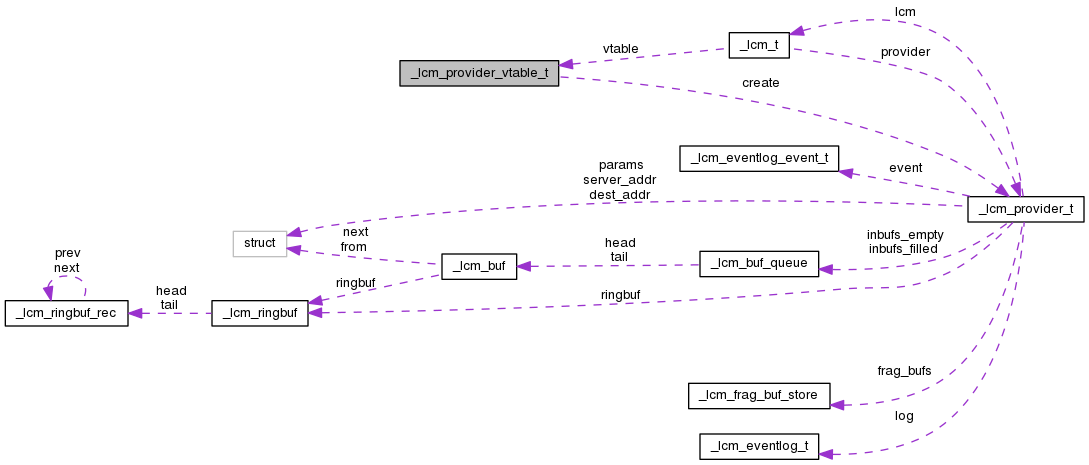 lcm
_lcm_t
vtable
provider
_lcm_provider_vtable_t
create
_lcm_eventlog_event_t
event
params
server_addr
dest_addr
_lcm_provider_t
struct
next
from
inbufs_empty
inbufs_filled
head
tail
_lcm_buf_queue
_lcm_buf
prev
next
ringbuf
ringbuf
head
tail
_lcm_ringbuf_rec
_lcm_ringbuf
frag_bufs
_lcm_frag_buf_store
log
_lcm_eventlog_t